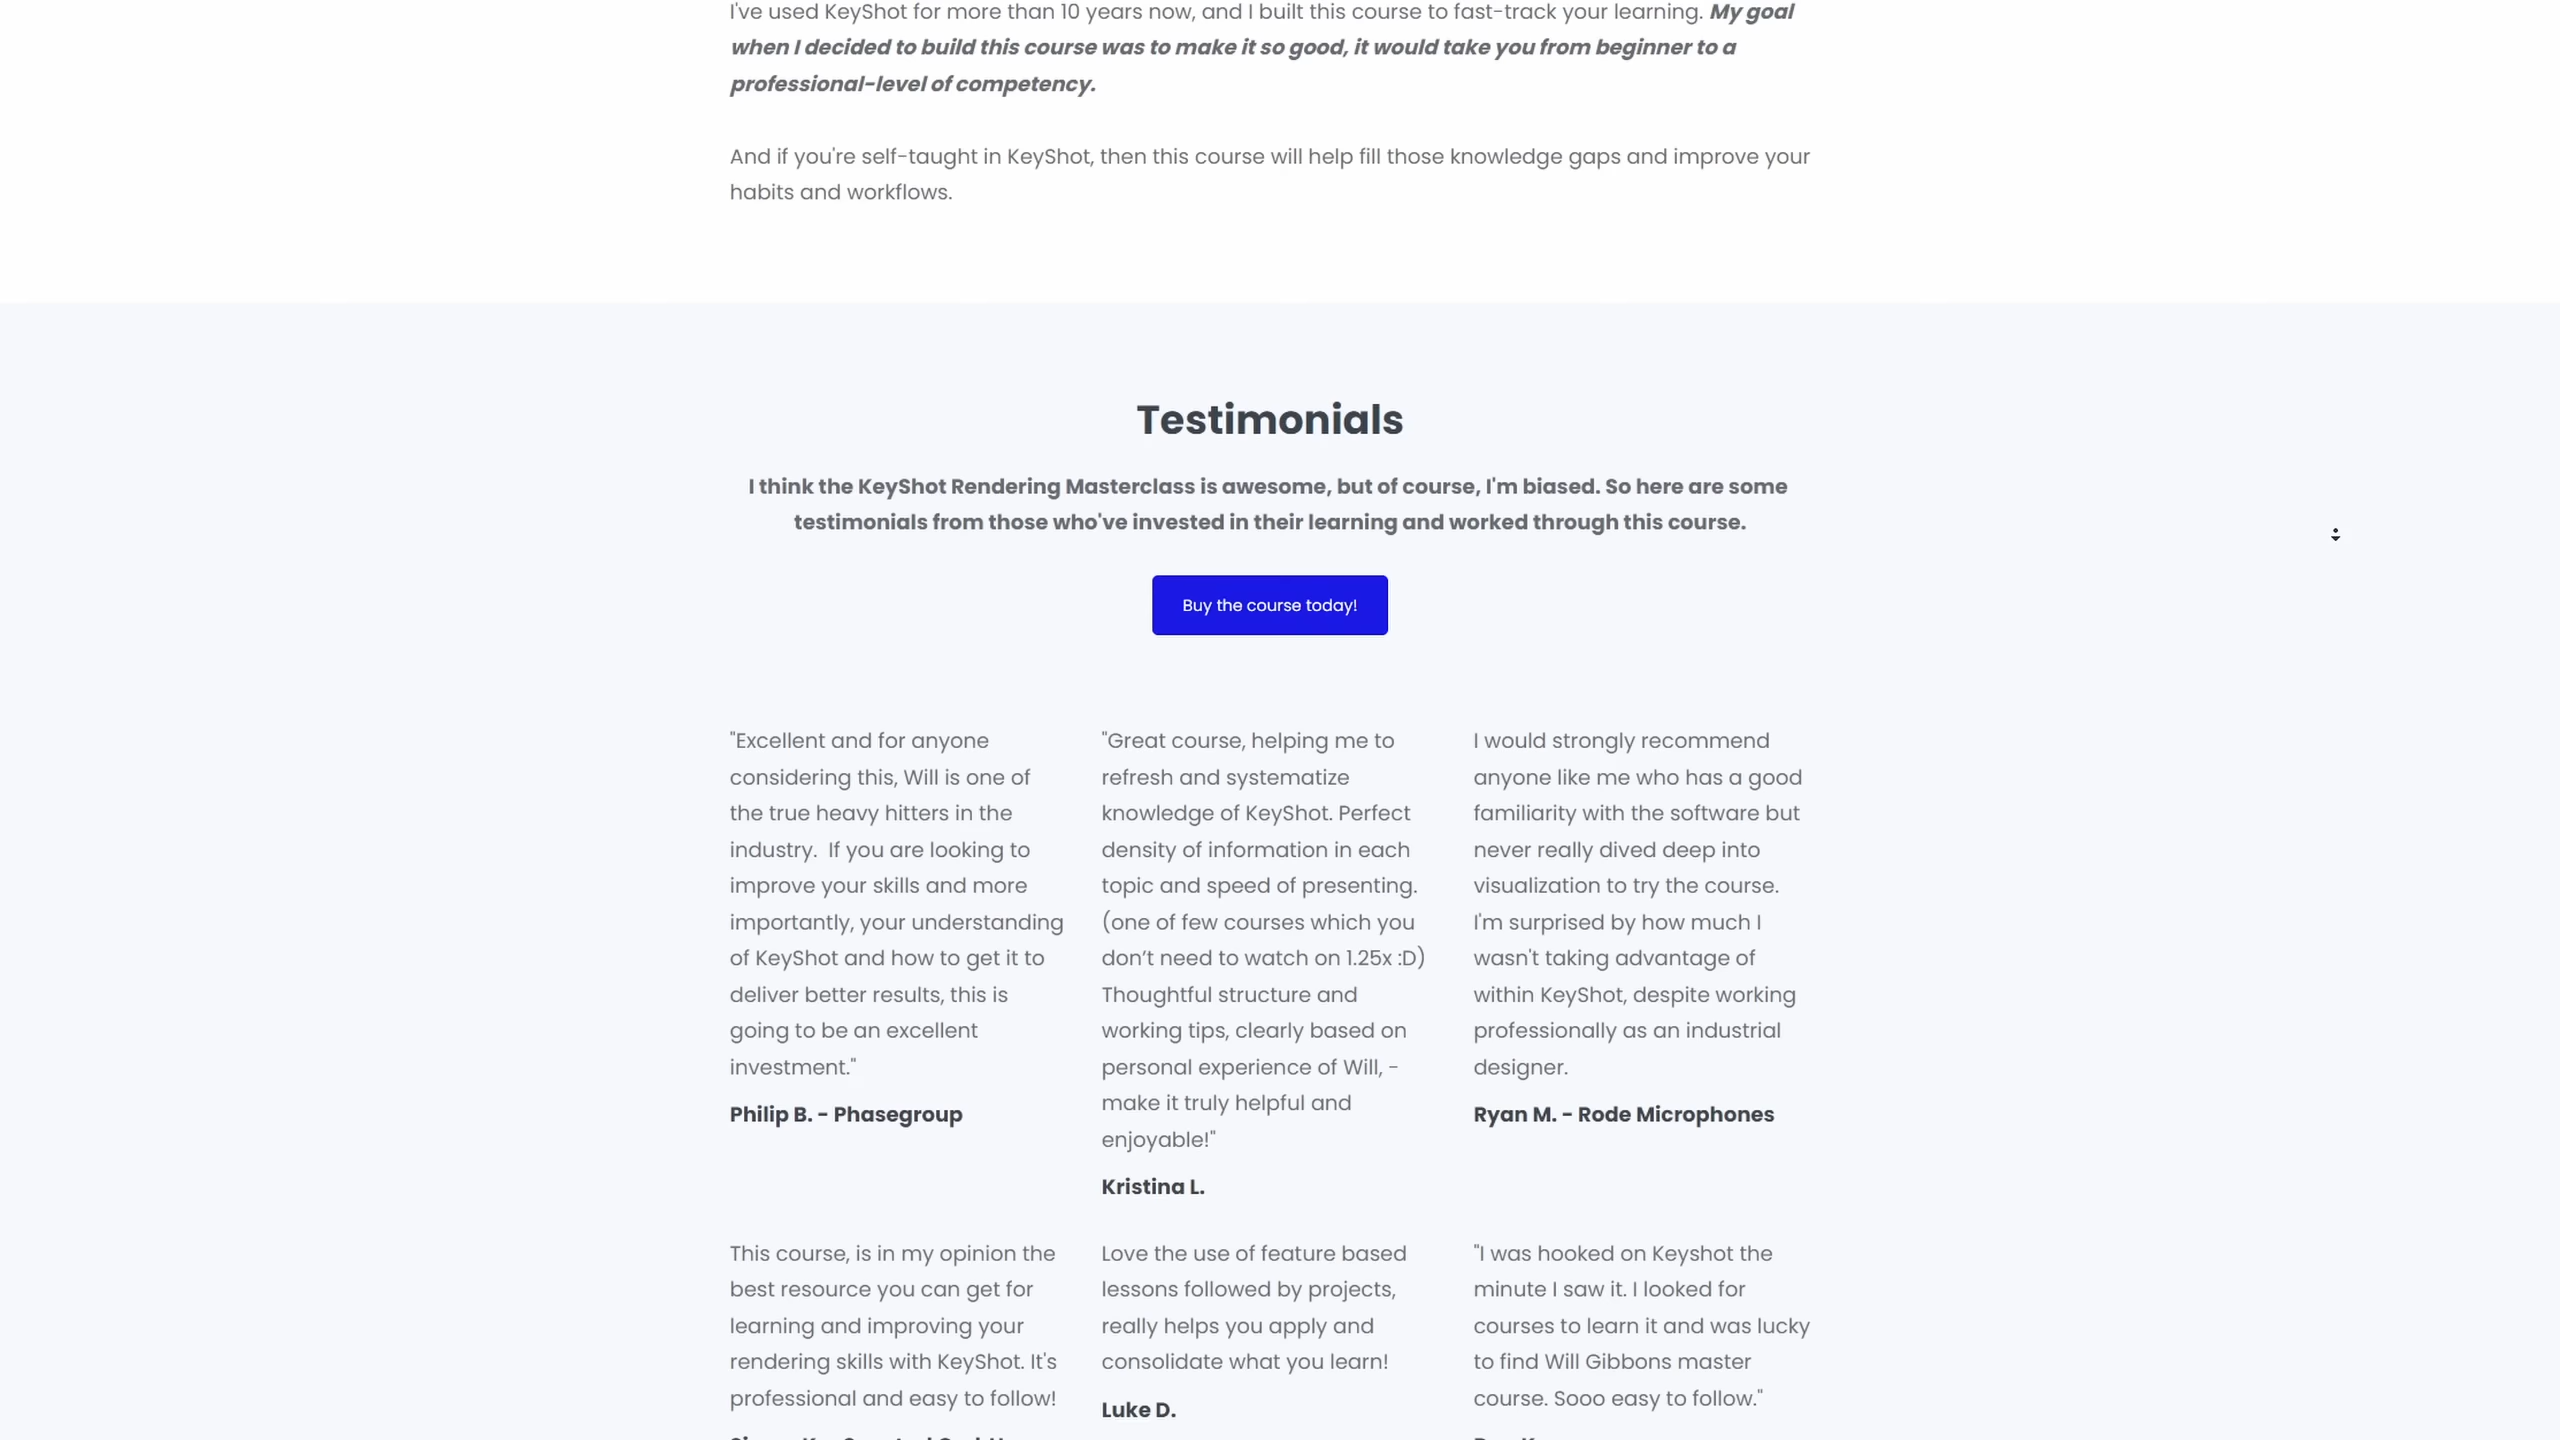 I've used KeyShot for more than 10 years now, and I built this course to fast-track your learning. My goal
when I decided to build this course was to make it so good, it would take you from beginner to a
professional-level of competency.
And if you're self-taught in KeyShot, then this course will help fill those knowledge gaps and improve your
habits and workflows.
Testimonials
I think the KeyShot Rendering Masterclass is awesome, but of course, I'm biased. So here are some
testimonials from those who've invested in their learning and worked through this course.
Buy the course today!
"Excellent and for anyone
considering this, Will is one of
the true heavy hitters in the
industry.  If you are looking to
improve your skills and more
importantly, your understanding
of KeyShot and how to get it to
deliver better results, this is
going to be an excellent
investment."
Philip B. - Phasegroup
"Great course, helping me to
refresh and systematize
knowledge of KeyShot. Perfect
density of information in each
topic and speed of presenting.
(one of few courses which you
don’t need to watch on 1.25x :D)
Thoughtful structure and
working tips, clearly based on
personal experience of Will, -
make it truly helpful and
enjoyable!"
Kristina L.
I would strongly recommend
anyone like me who has a good
familiarity with the software but
never really dived deep into
visualization to try the course.
I'm surprised by how much I
wasn't taking advantage of
within KeyShot, despite working
professionally as an industrial
designer.
Ryan M. - Rode Microphones
This course, is in my opinion the
best resource you can get for
learning and improving your
rendering skills with KeyShot. It's
professional and easy to follow!
Love the use of feature based
lessons followed by projects,
really helps you apply and
consolidate what you learn!
Luke D.
"I was hooked on Keyshot the
minute I saw it. I looked for
courses to learn it and was lucky
to find Will Gibbons master
course. Sooo easy to follow."